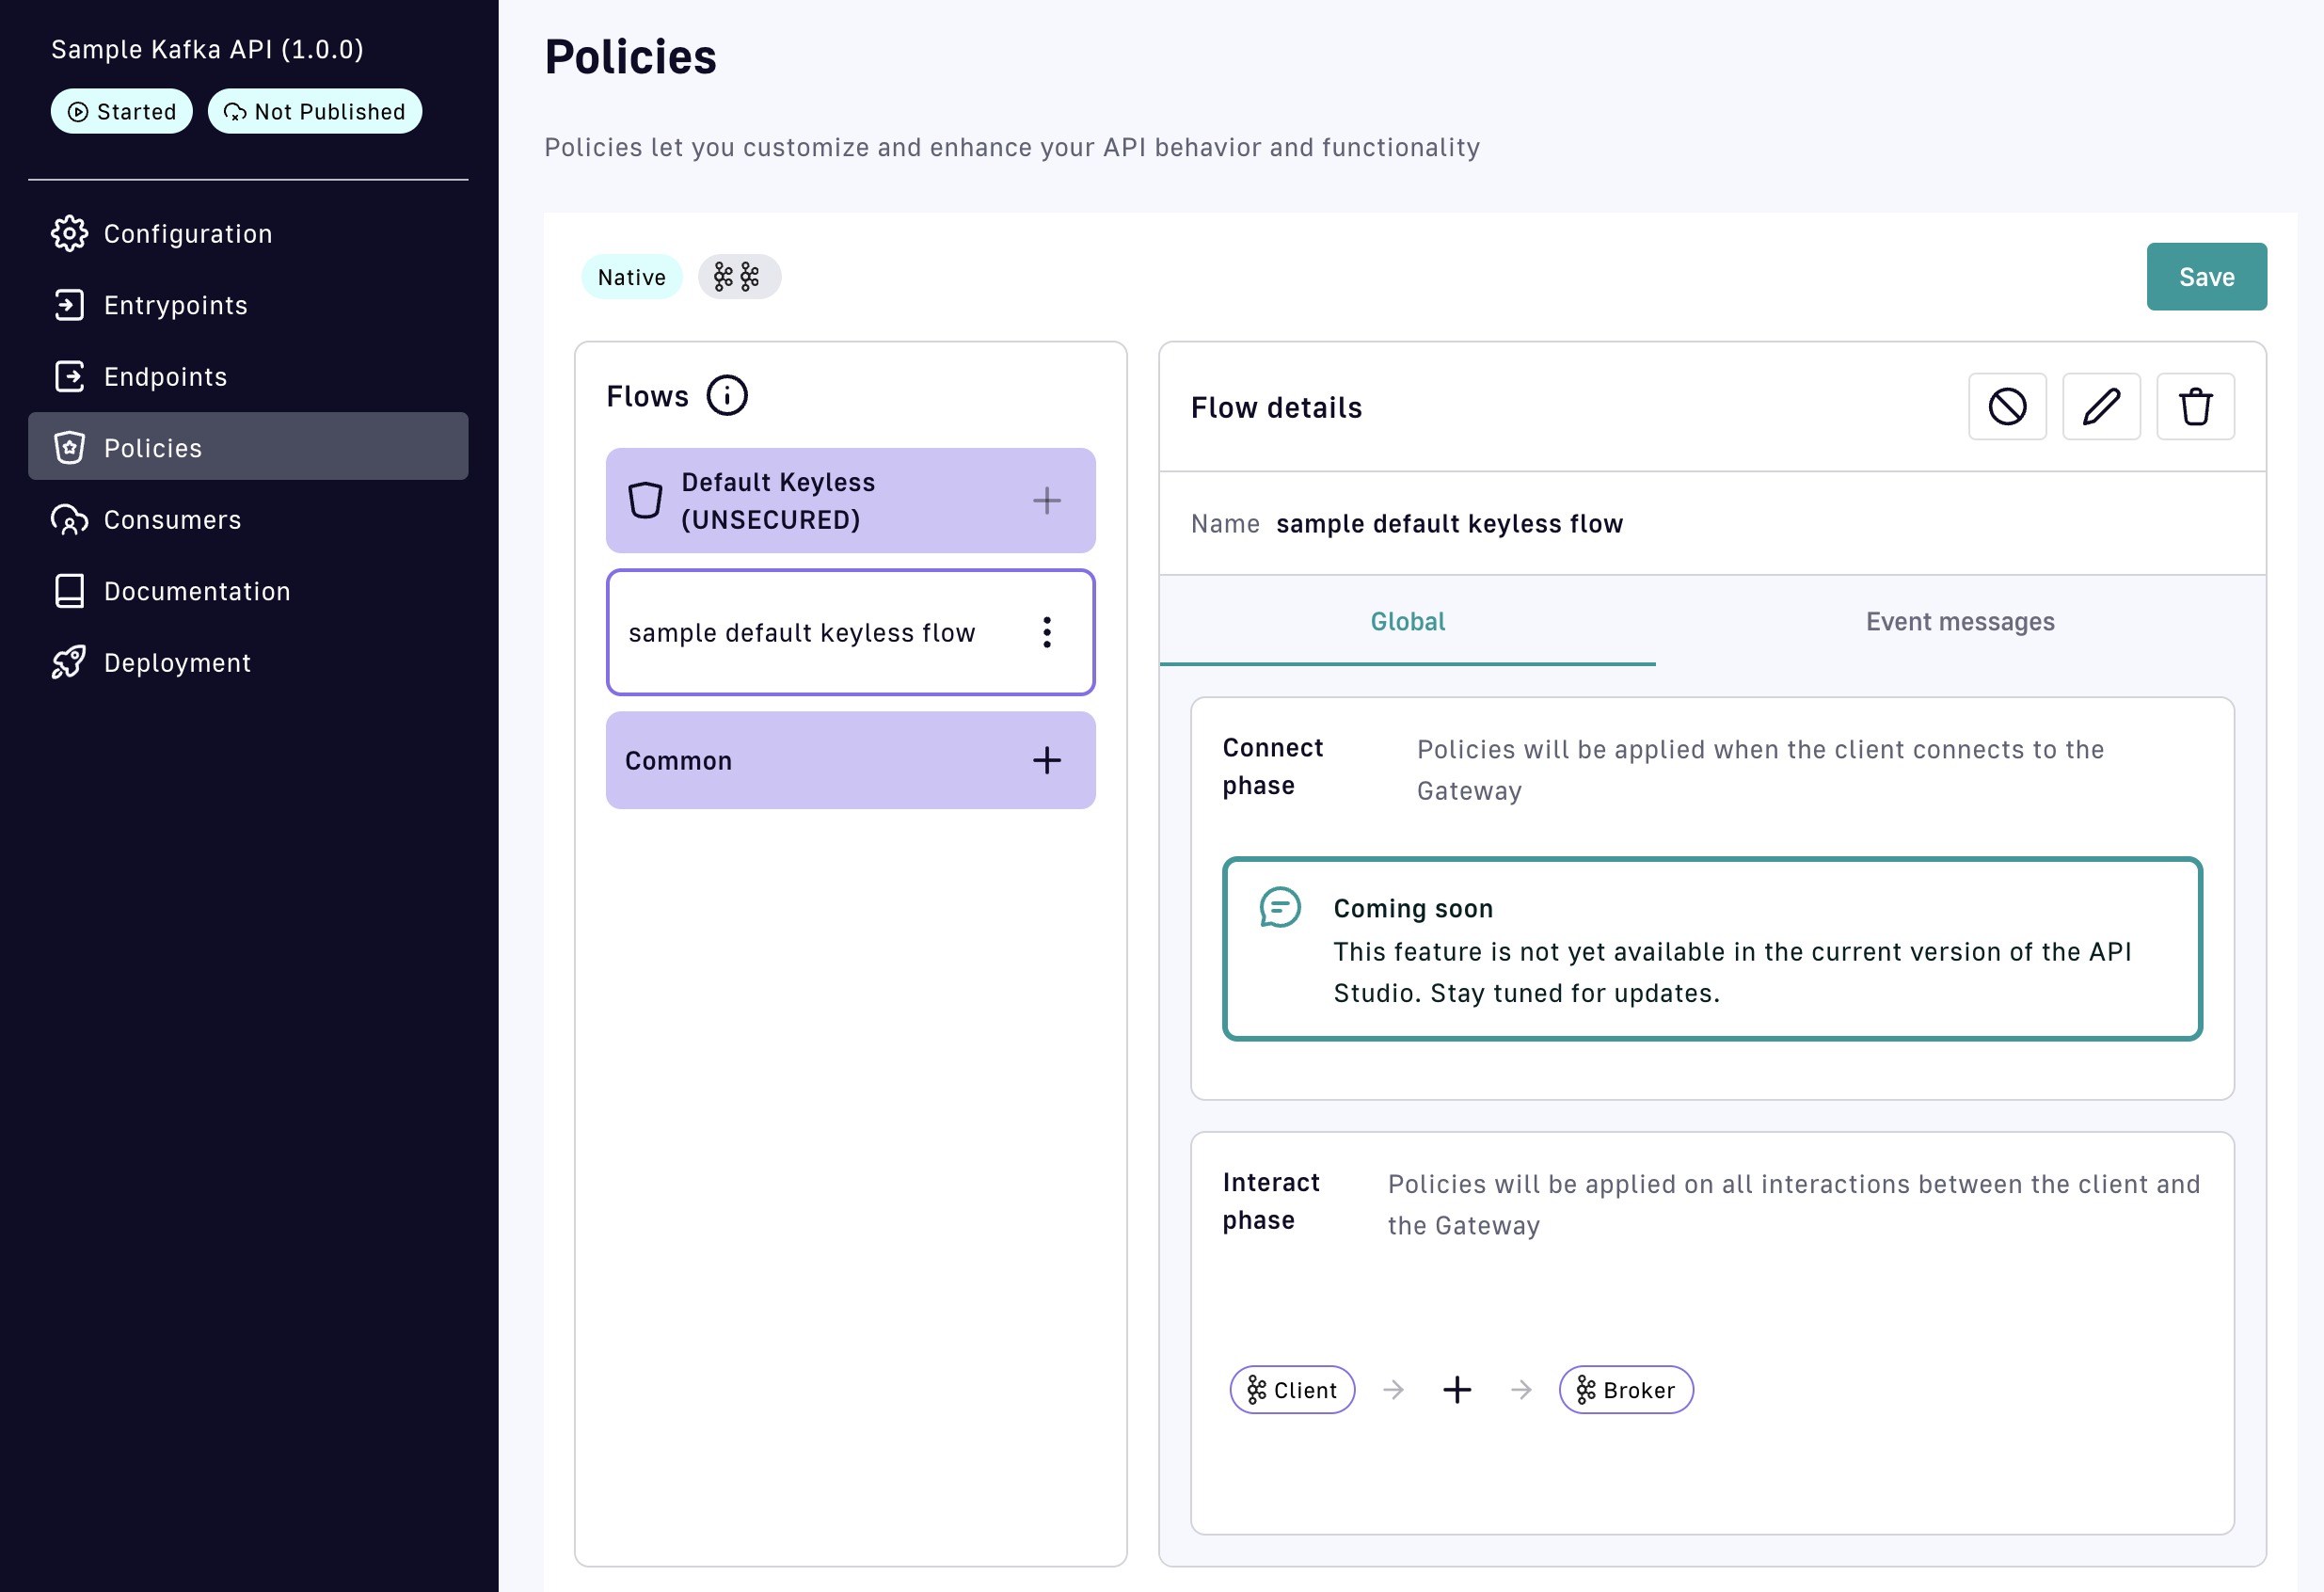 Sample Kafka API (1.0.0)
Started
Not Published
Configuration
Entrypoints
Endpoints
Policies
Consumers
Documentation
Deployment
Policies
Policies let you customize and enhance your API behavior and functionality
Native
Save
Flows
Default Keyless
(UNSECURED)
sample default keyless flow
Common
Flow details
Name sample default keyless flow
Global
Event messages
Connect
phase
Policies will be applied when the client connects to the
Gateway
Coming soon
This feature is not yet available in the current version of the API
Studio. Stay tuned for updates.
Interact
phase
Policies will be applied on all interactions between the client and
the Gateway
Client
Broker